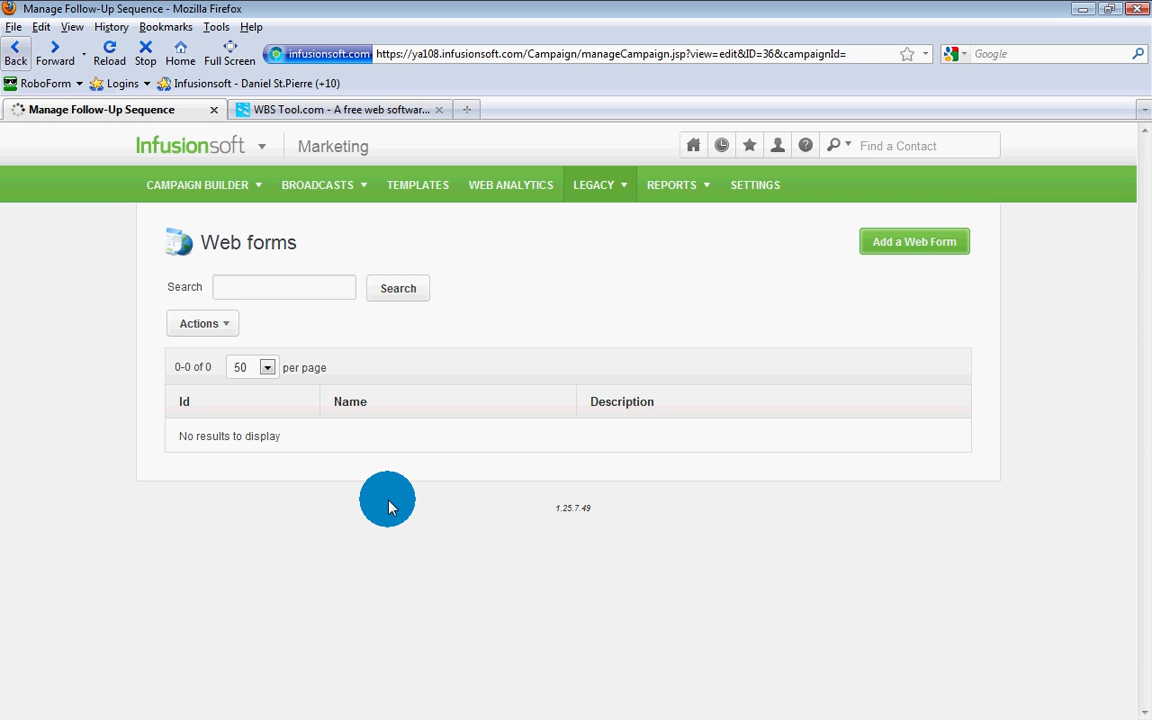 Manage Follow-Up Sequence - Mozilla Firefox
File Edit View History Bookmarks Tools Help
Back Forward Reload Stop Home Full Screen infusionsoft.com https://ya108.infusionsoft.com/Campaign/manageCampaign.jsp?view=edit&ID=36&campaignId= Google
RoboForm Logins Infusionsoft - Daniel St.Pierre (+10)
Manage Follow-Up Sequence WBS Tool.com - A free web softwar...
Infusionsoft Marketing Find a Contact
CAMPAIGN BUILDER BROADCASTS TEMPLATES WEB ANALYTICS LEGACY REPORTS SETTINGS
Web forms Add a Web Form
Search Search
Actions
0-0 of 0 50 per page
Id Name Description
No results to display
1.25.7.49